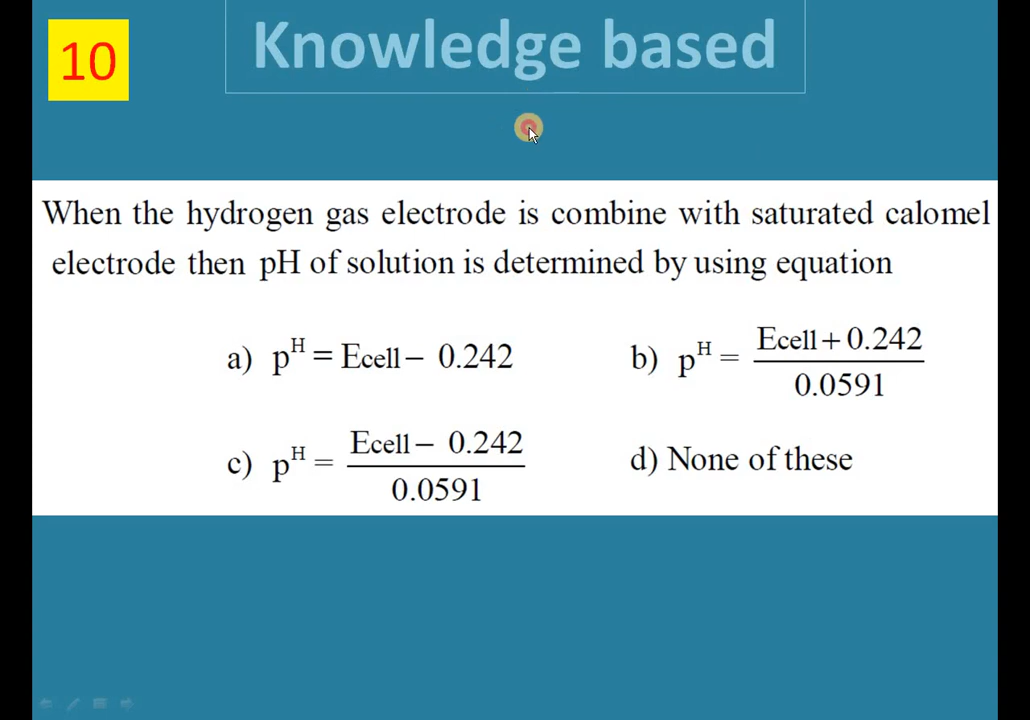 10
Knowledge based
When the hydrogen gas electrode is combine with saturated calomel
electrode then pH of solution is determined by using equation
a) p^H = Ecell – 0.242
b) p^H = (Ecell + 0.242) / 0.0591
c) p^H = (Ecell – 0.242) / 0.0591
d) None of these